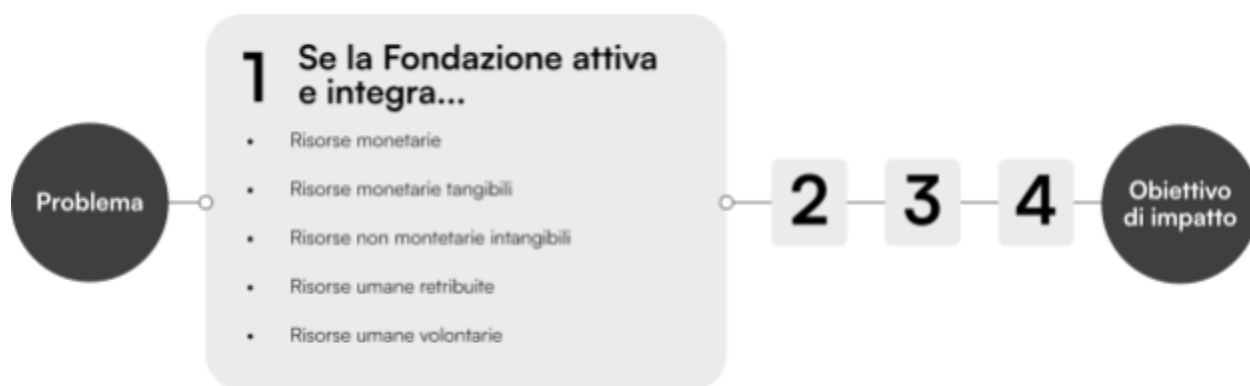 Problema
1
Se la Fondazione attiva
e integra...
• Risorse monetarie
• Risorse monetarie tangibili
• Risorse non montetarie intangibili
• Risorse umane retribuite
• Risorse umane volontarie
2
3
4
Obiettivo
di impatto